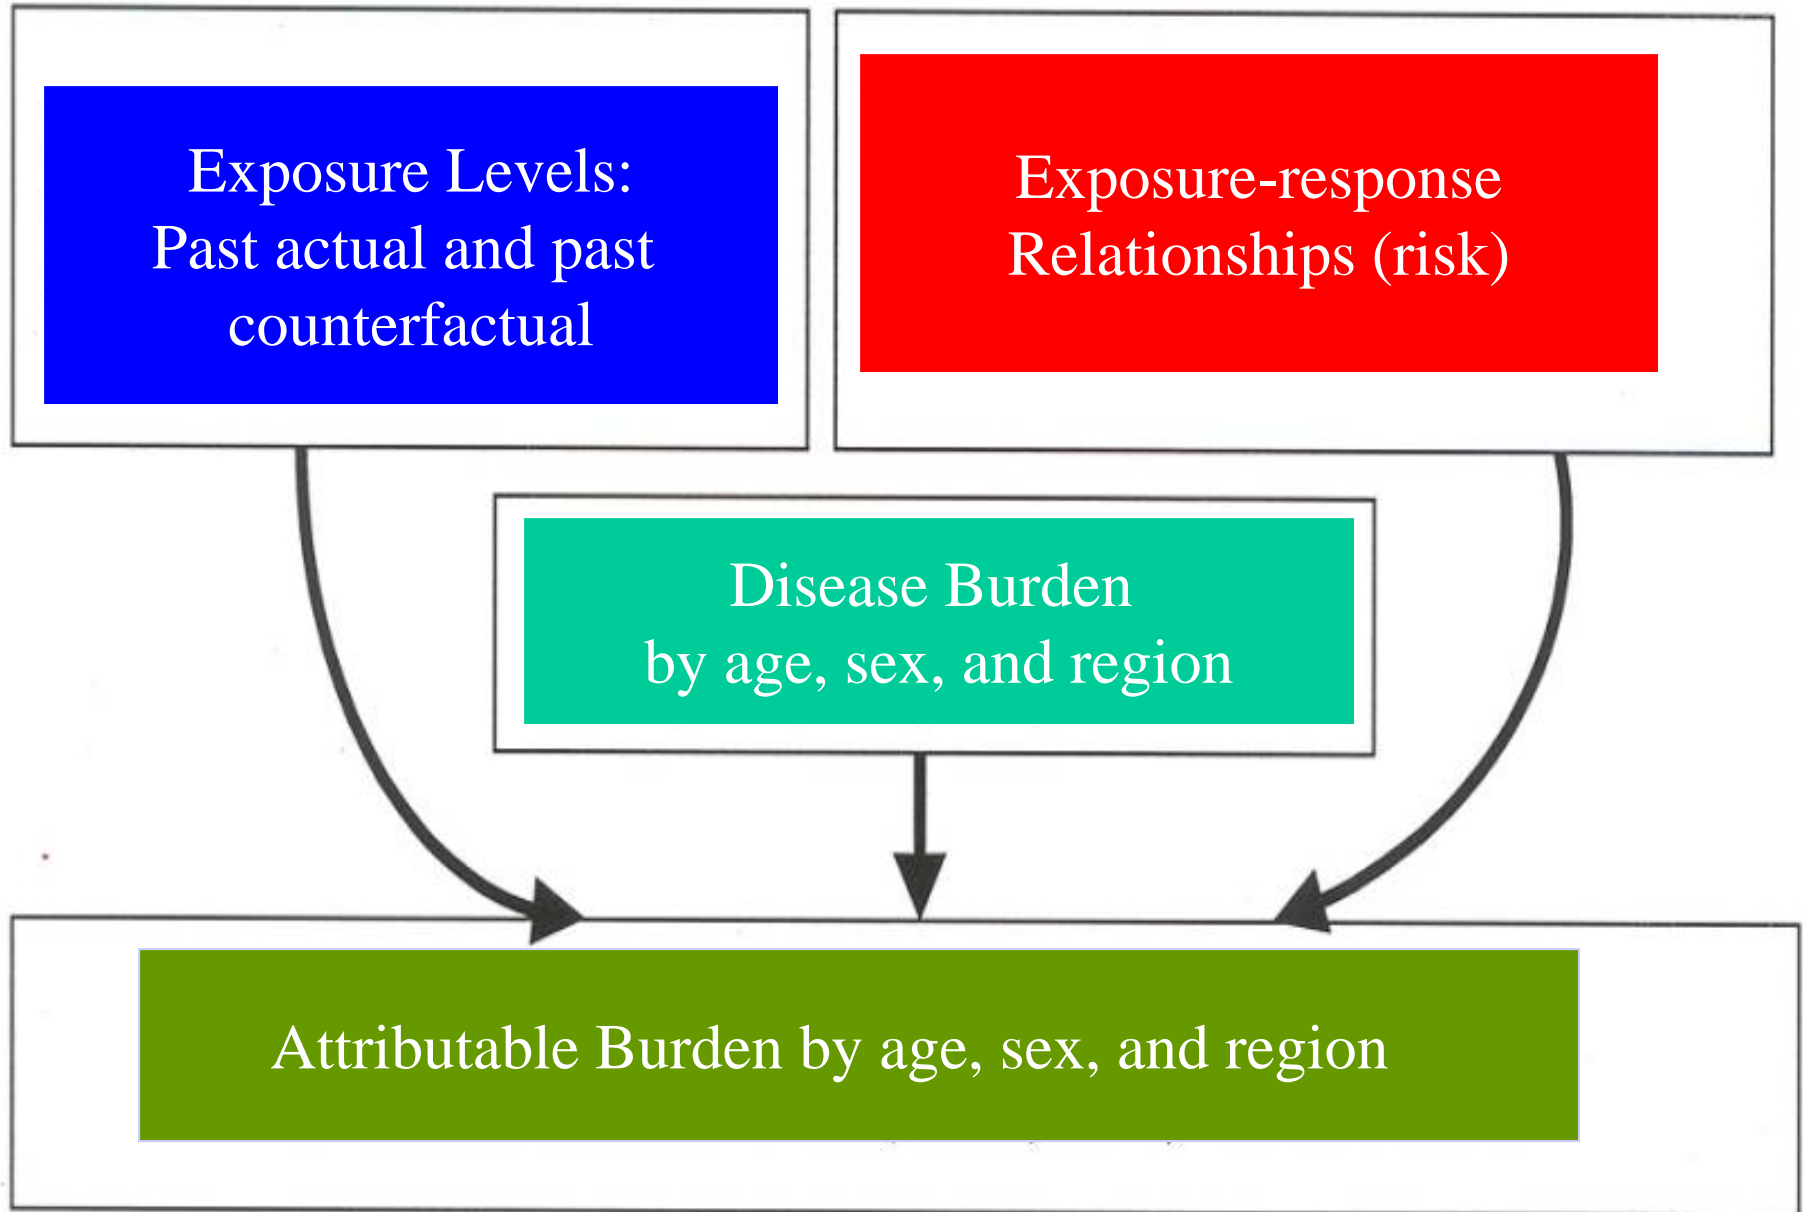 Exposure Levels:
Past actual and past
counterfactual
Exposure-response
Relationships (risk)
Disease Burden
by age, sex, and region
Attributable Burden by age, sex, and region